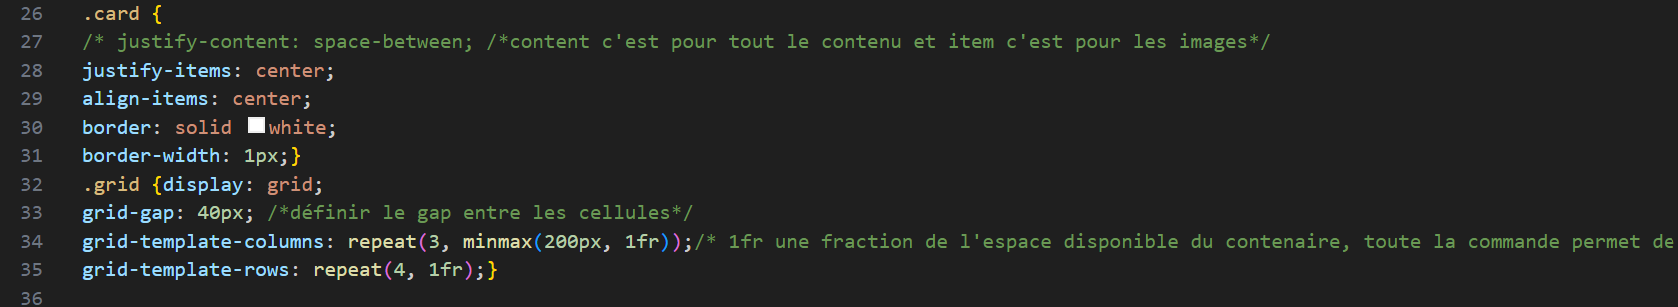 26 .card {
27 /* justify-content: space-between; /*content c'est pour tout le contenu et item c'est pour les images*/
28 justify-items: center;
29 align-items: center;
30 border: solid white;
31 border-width: 1px;}
32 .grid {display: grid;
33 grid-gap: 40px; /*définir le gap entre les cellules*/
34 grid-template-columns: repeat(3, minmax(200px, 1fr));/* 1fr une fraction de l'espace disponible du contenaire, toute la commande permet de
35 grid-template-rows: repeat(4, 1fr);}
36